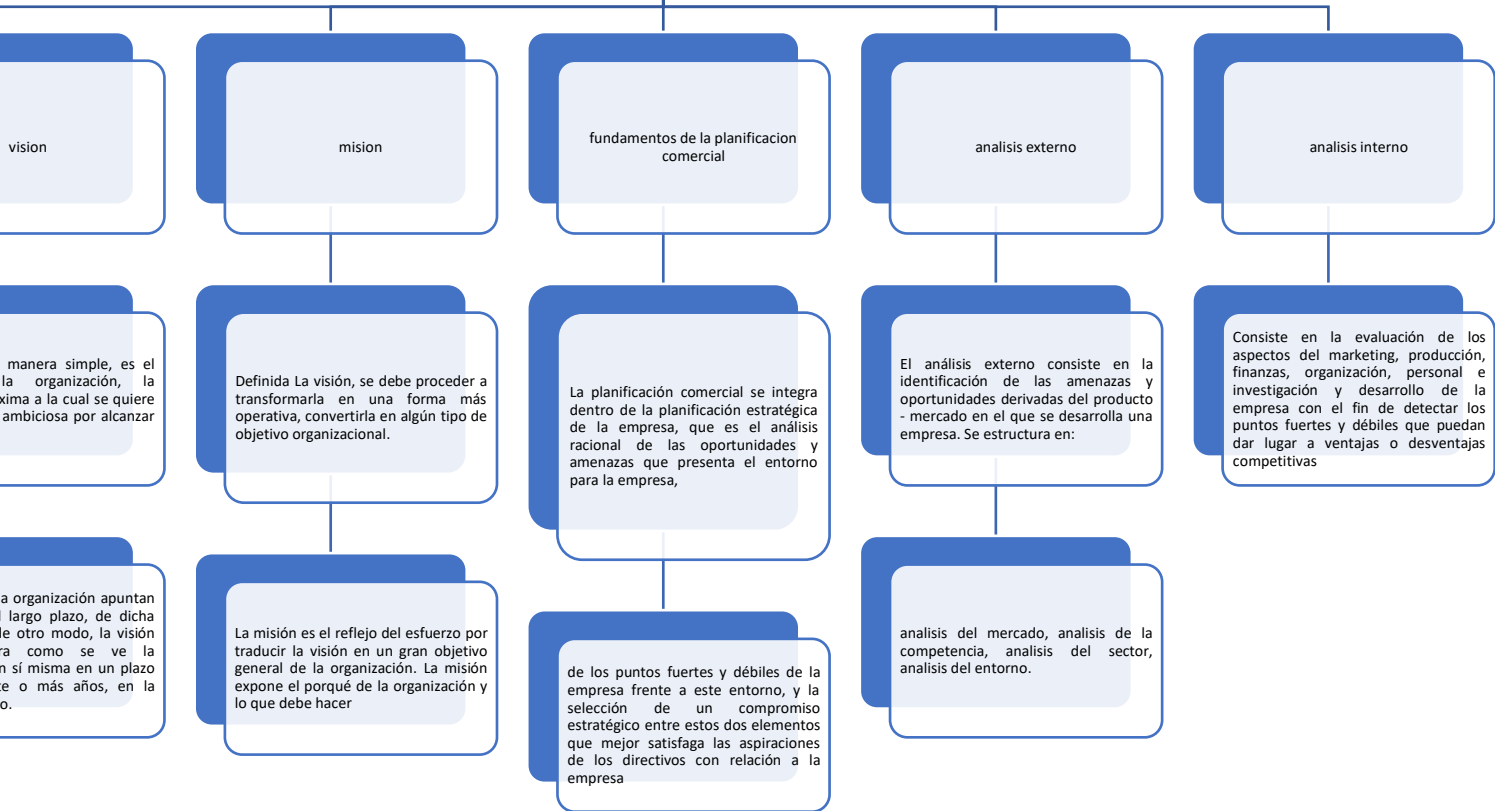 vision
mision
fundamentos de la planificacion
comercial
analisis externo
analisis interno
manera simple, es el
la organización, la
xima a la cual se quiere
ambiciosa por alcanzar
Definida La visión, se debe proceder a
transformarla en una forma más
operativa, convertirla en algún tipo de
objetivo organizacional.
La planificación comercial se integra
dentro de la planificación estratégica
de la empresa, que es el análisis
racional de las oportunidades y
amenazas que presenta el entorno
para la empresa,
El análisis externo consiste en la
identificación de las amenazas y
oportunidades derivadas del producto
- mercado en el que se desarrolla una
empresa. Se estructura en:
Consiste en la evaluación de los
aspectos del marketing, producción,
finanzas, organización, personal e
investigación y desarrollo de la
empresa con el fin de detectar los
puntos fuertes y débiles que puedan
dar lugar a ventajas o desventajas
competitivas
a organización apuntan
largo plazo, de dicha
de otro modo, la visión
ra como se ve la
n sí misma en un plazo
te o más años, en la
o.
La misión es el reflejo del esfuerzo por
traducir la visión en un gran objetivo
general de la organización. La misión
expone el porqué de la organización y
lo que debe hacer
de los puntos fuertes y débiles de la
empresa frente a este entorno, y la
selección de un compromiso
estratégico entre estos dos elementos
que mejor satisfaga las aspiraciones
de los directivos con relación a la
empresa
analisis del mercado, analisis de la
competencia, analisis del sector,
analisis del entorno.